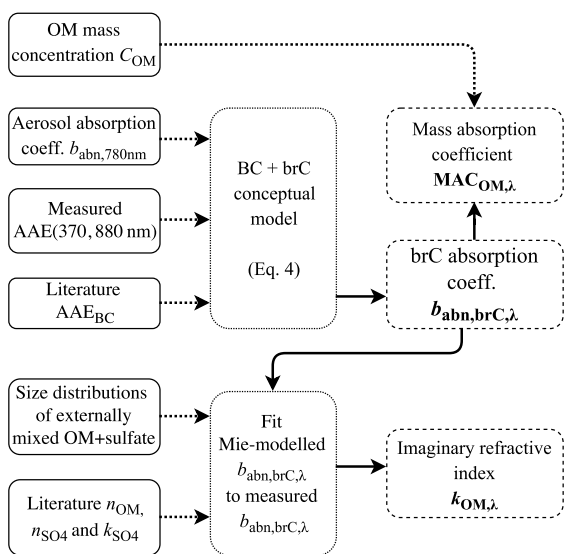 OM mass
concentration C_OM
Aerosol absorption
coeff. b_abn,780nm
Measured
AAE(370, 880 nm)
Literature
AAE_BC
BC + brC
conceptual
model
(Eq. 4)
Mass absorption
coefficient
MAC_OM,λ
brC absorption
coeff.
b_abn,brC,λ
Size distributions
of externally
mixed OM+sulfate
Literature n_OM,
n_SO4 and k_SO4
Fit
Mie-modelled
b_abn,brC,λ
to measured
b_abn,brC,λ
Imaginary refractive
index
k_OM,λ